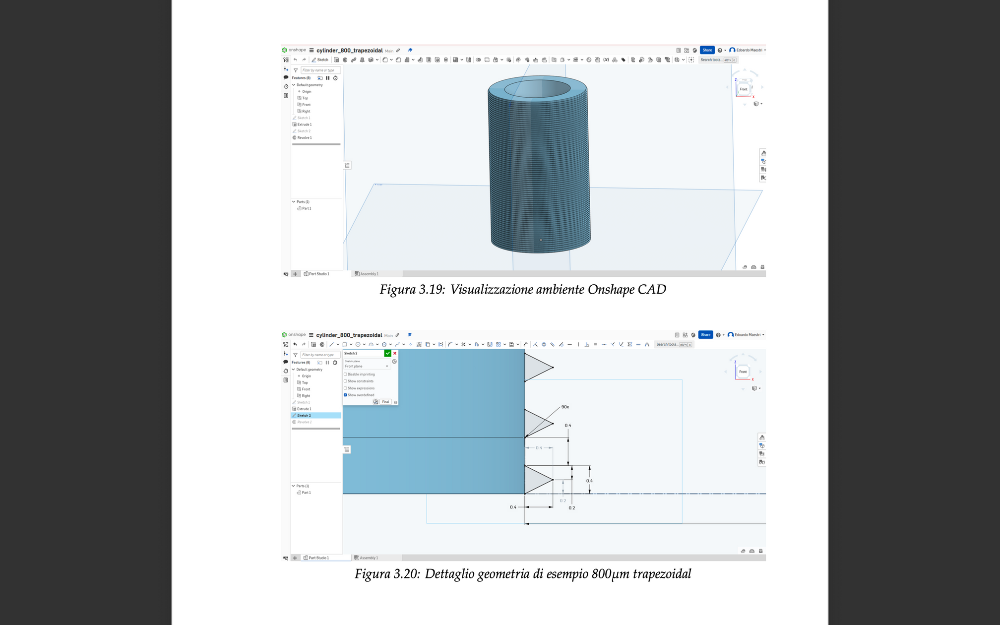 onshape cylinder_800_trapezoidal Main Share Edoardo Maestri
Sketch Search tools... alt/⌥ c
Filter by name or type
Features (8)
Default geometry
Origin
Top
Front
Right
Sketch 1
Extrude 1
Sketch 2
Revolve 1
Parts (1)
Part 1
Z
Front
X
Part Studio 1 Assembly 1
Figura 3.19: Visualizzazione ambiente Onshape CAD
onshape cylinder_800_trapezoidal Main Share Edoardo Maestri
Search tools... alt/⌥ c
Filter by name or type
Features (8)
Default geometry
Origin
Top
Front
Right
Sketch 1
Extrude 1
Sketch 2
Revolve 1
Parts (1)
Part 1
Sketch 2
Sketch plane
Front plane
Disable imprinting
Show constraints
Show expressions
Show overdefined
Final
90x
0.4
0.4
0.4
0.2
0.4
0.2
Z
Front
X
Part Studio 1 Assembly 1
Figura 3.20: Dettaglio geometria di esempio 800μm trapezoidal